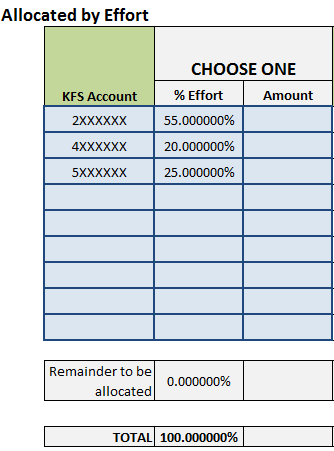 Allocated by Effort
CHOOSE ONE
KFS Account % Effort Amount
2XXXXXX 55.000000%
4XXXXXX 20.000000%
5XXXXXX 25.000000%
Remainder to be
allocated 0.000000%
TOTAL 100.000000%